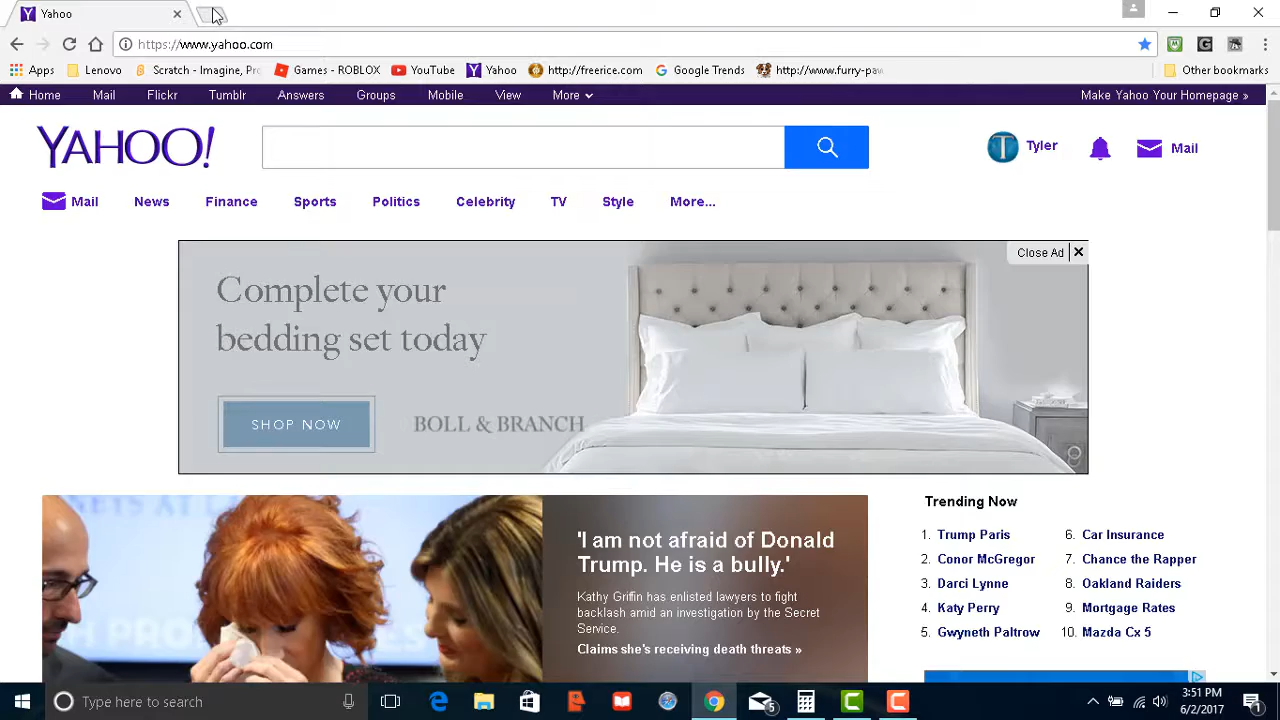 Yahoo
https://www.yahoo.com
Apps Lenovo Scratch - Imagine, Pro Games - ROBLOX YouTube Yahoo http://freerice.com Google Trends http://www.furry-paw Other bookmarks
Home Mail Flickr Tumblr Answers Groups Mobile View More Make Yahoo Your Homepage »
YAHOO!
Tyler Mail
Mail News Finance Sports Politics Celebrity TV Style More...
Close Ad
Complete your
bedding set today
SHOP NOW
BOLL & BRANCH
'I am not afraid of Donald
Trump. He is a bully.'
Kathy Griffin has enlisted lawyers to fight
backlash amid an investigation by the Secret
Service.
Claims she's receiving death threats »
Trending Now
1. Trump Paris
2. Conor McGregor
3. Darci Lynne
4. Katy Perry
5. Gwyneth Paltrow
6. Car Insurance
7. Chance the Rapper
8. Oakland Raiders
9. Mortgage Rates
10. Mazda Cx 5
Type here to search
5
3:51 PM
6/2/2017
1